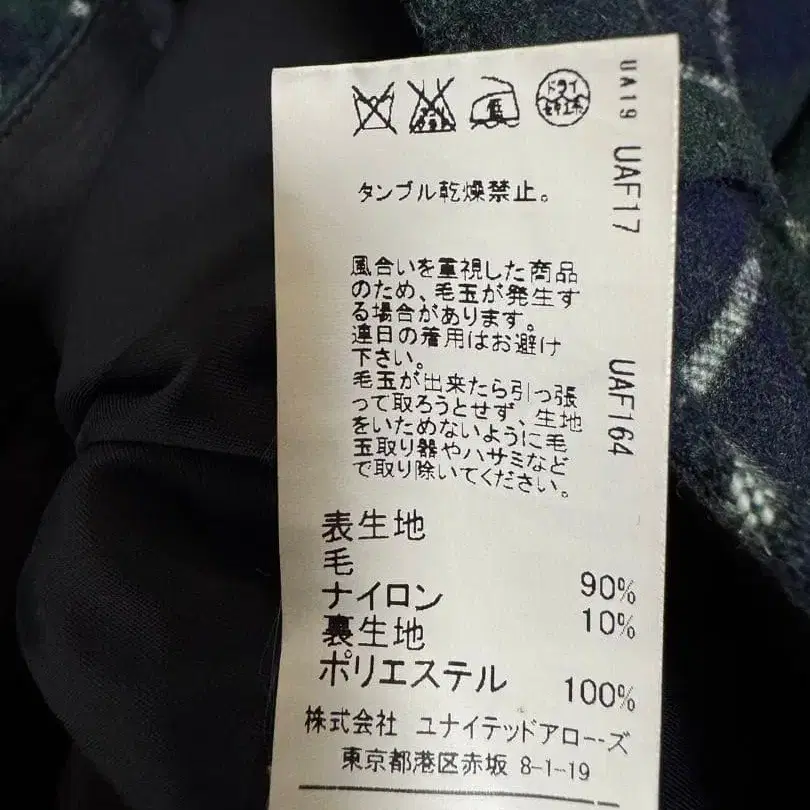 ドライ
セキユ系
タンブル乾燥禁止。
風合いを重視した商品
のため、毛玉が発生す
る場合があります。
連日の着用はお避け
下さい。
毛玉が出来たら引っ張
って取ろうとせず、生地
をいためないように毛
玉取り器やハサミなど
で取り除いてください。
表生地
毛 90%
ナイロン 10%
裏生地
ポリエステル 100%
株式会社 ユナイテッドアローズ
東京都港区赤坂 8-1-19
UA19 UAF17 UAF164